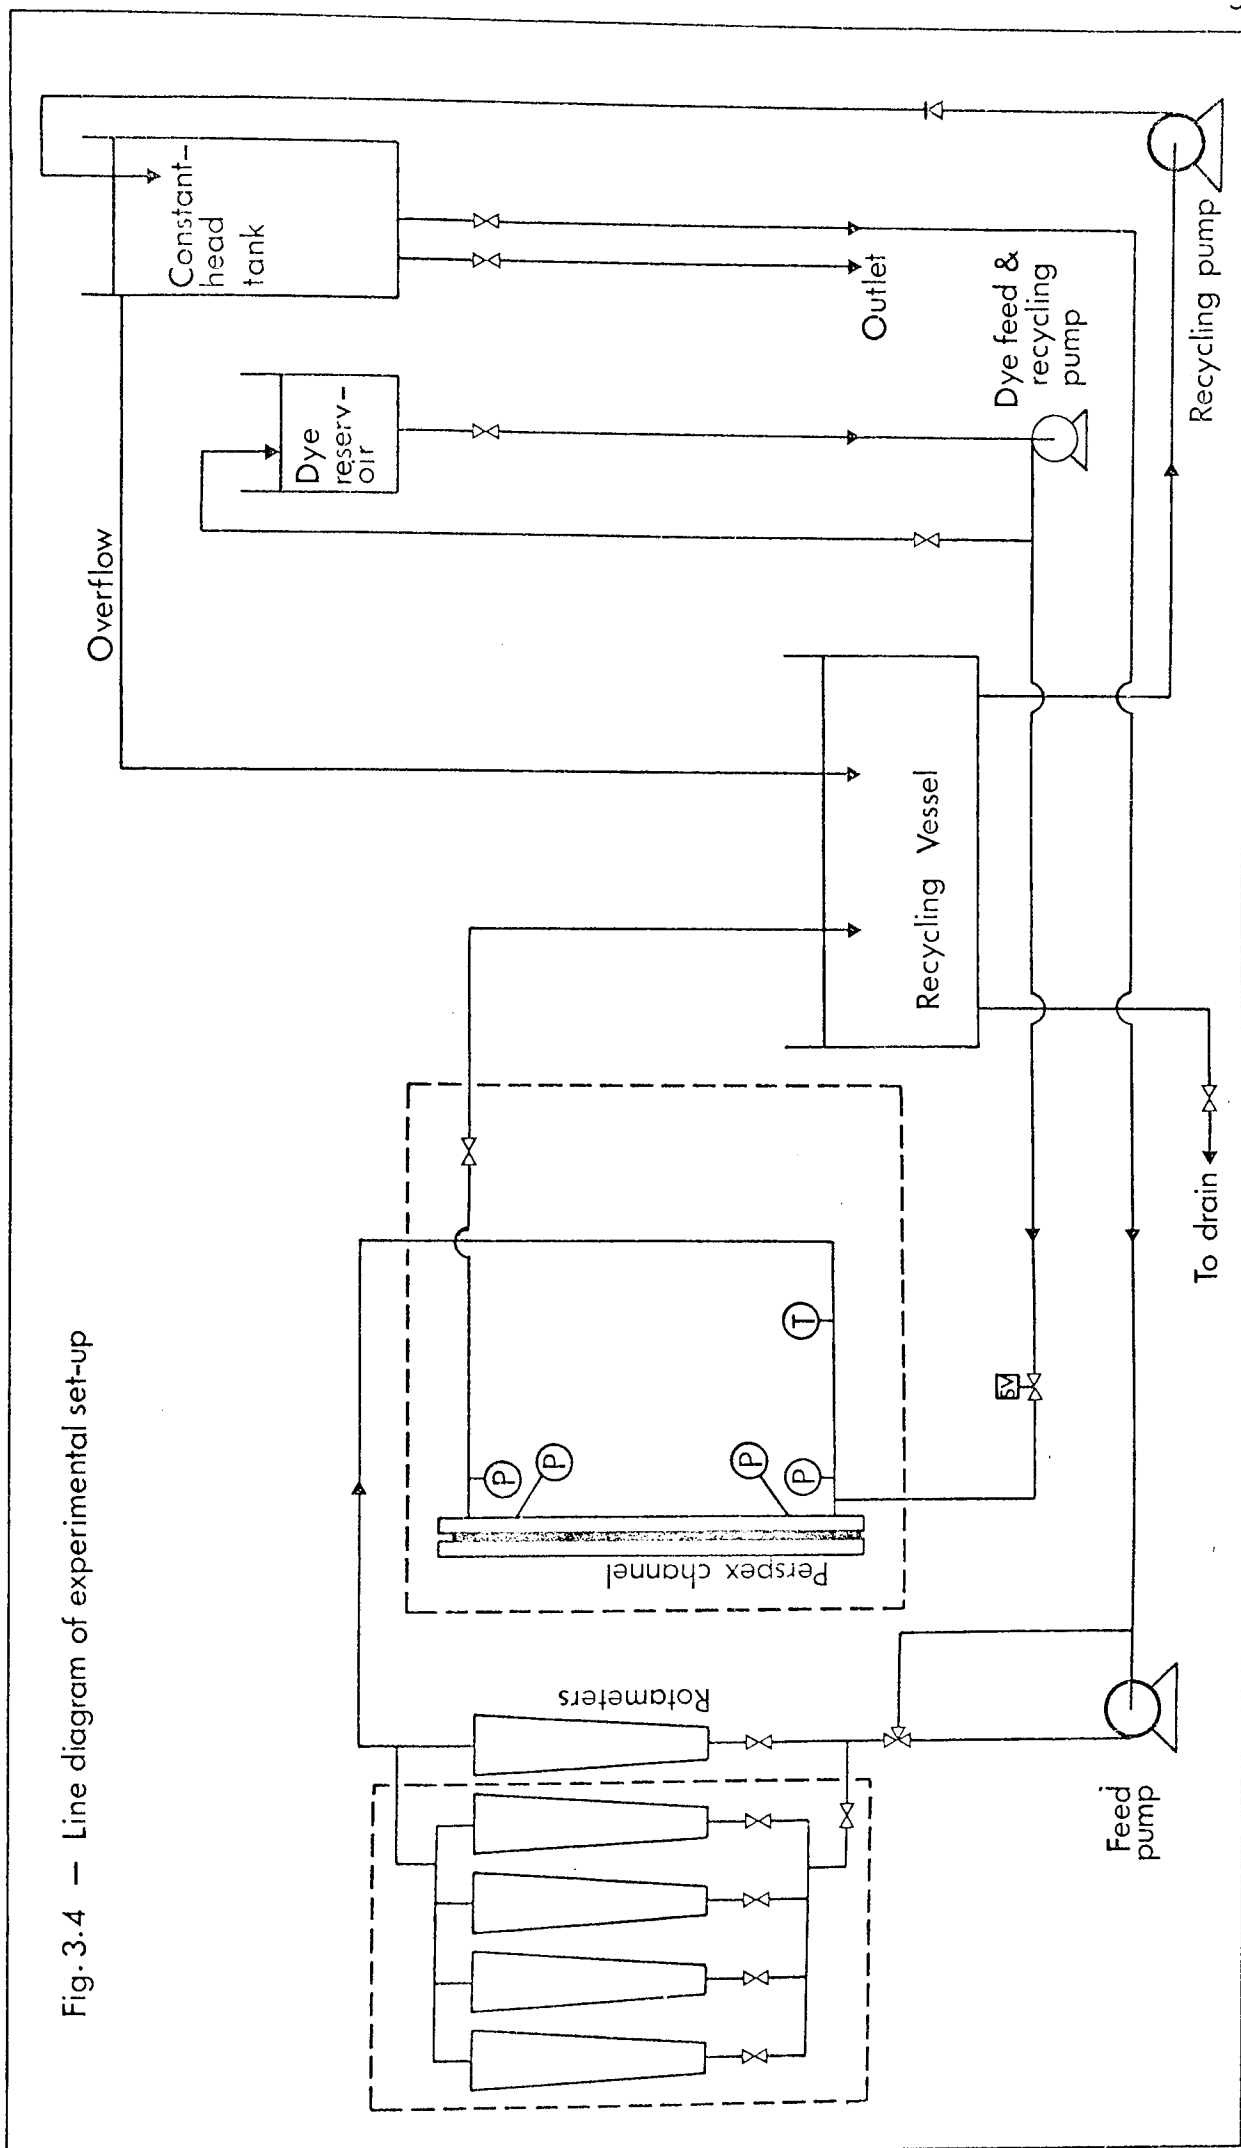 Fig. 3.4 — Line diagram of experimental set-up
Overflow
Constant-
head
tank
Dye
reserv-
oir
Outlet
Dye feed &
recycling
pump
Recycling pump
Recycling Vessel
To drain
T
SV
P
P
P
P
Perspex channel
Rotameters
Feed
pump